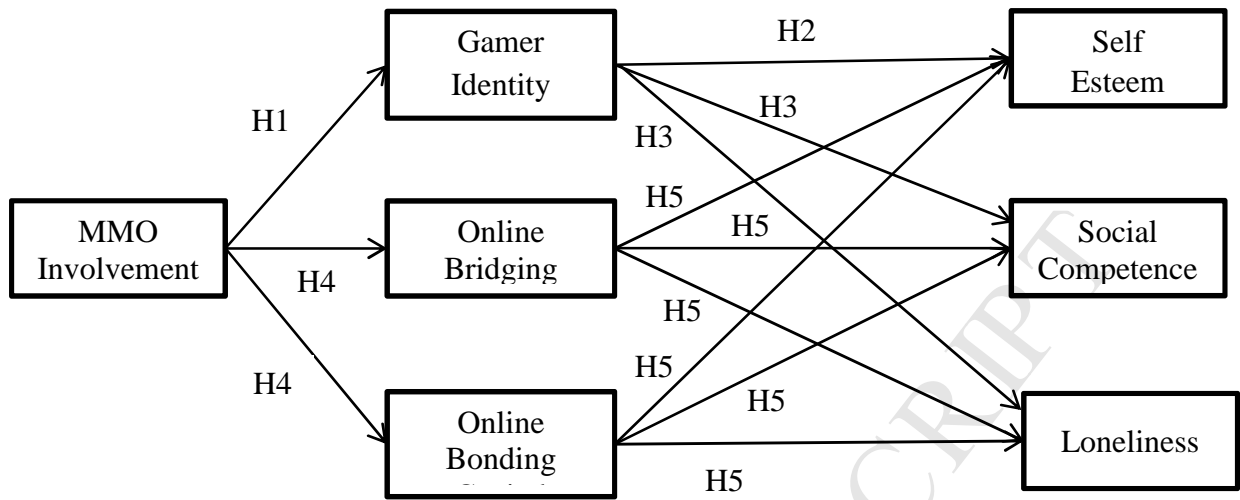 Gamer
Identity
H2
Self
Esteem
H1
H3
H3
MMO
Involvement
Online
Bridging
H5
H5
Social
Competence
H4
H5
H4
H5
H5
Online
Bonding
Loneliness
H5
CRIPT